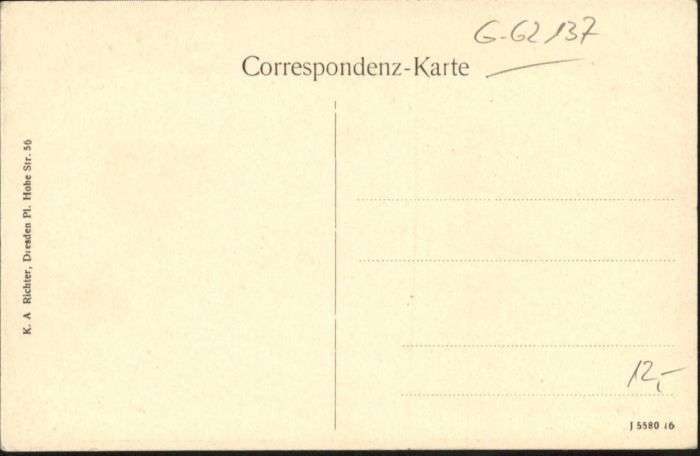 G-62137
Correspondenz-Karte
K. A Richter, Dresden Pl. Hohe Str. 56
12,-
J 5580 16